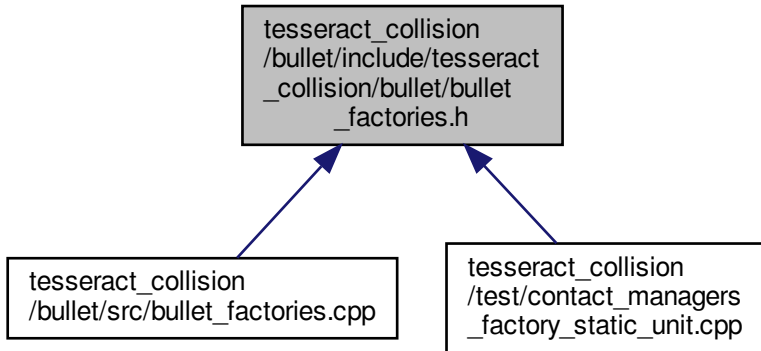 tesseract_collision
/bullet/include/tesseract
_collision/bullet/bullet
_factories.h
tesseract_collision
/bullet/src/bullet_factories.cpp
tesseract_collision
/test/contact_managers
_factory_static_unit.cpp